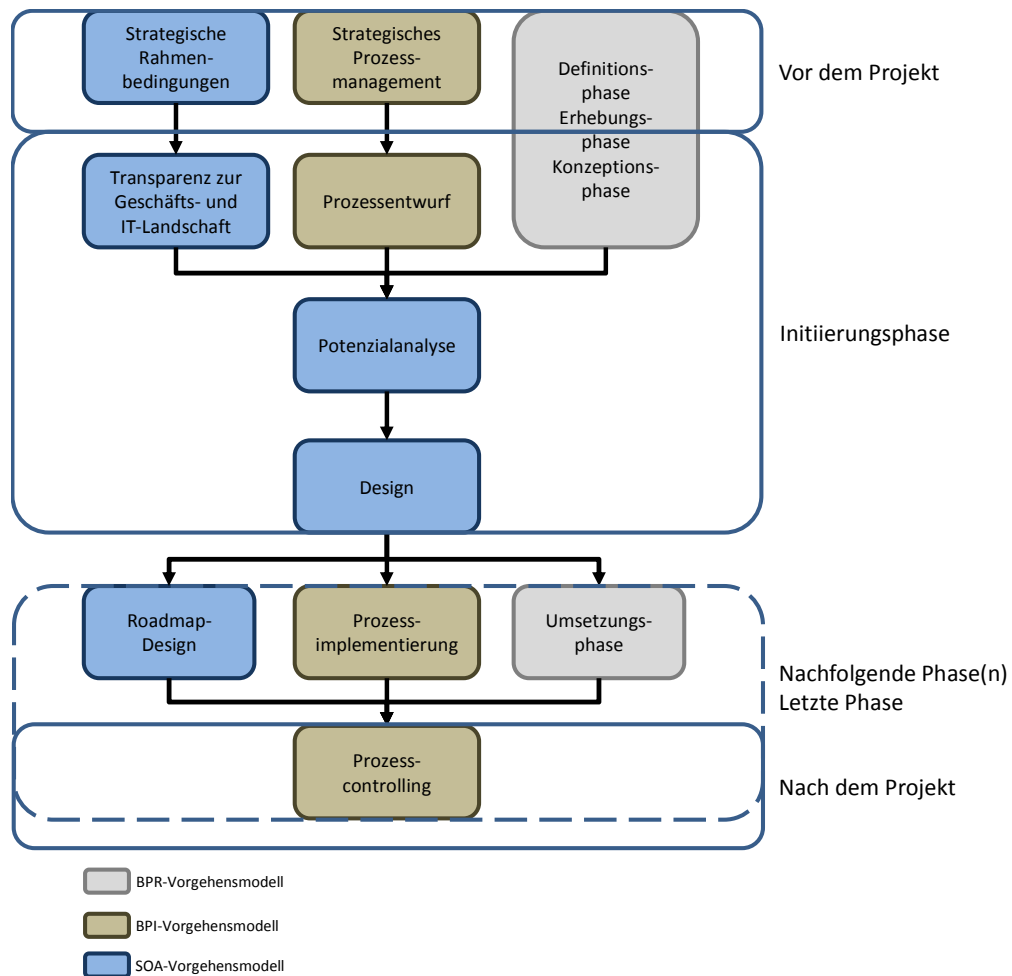 Strategische
Rahmen-
bedingungen
Strategisches
Prozess-
management
Definitions-
phase
Erhebungs-
phase
Konzeptions-
phase
Vor dem Projekt
Transparenz zur
Geschäfts- und
IT-Landschaft
Prozessentwurf
Potenzialanalyse
Initiierungsphase
Design
Roadmap-
Design
Prozess-
implementierung
Umsetzungs-
phase
Nachfolgende Phase(n)
Letzte Phase
Prozess-
controlling
Nach dem Projekt
BPR-Vorgehensmodell
BPI-Vorgehensmodell
SOA-Vorgehensmodell